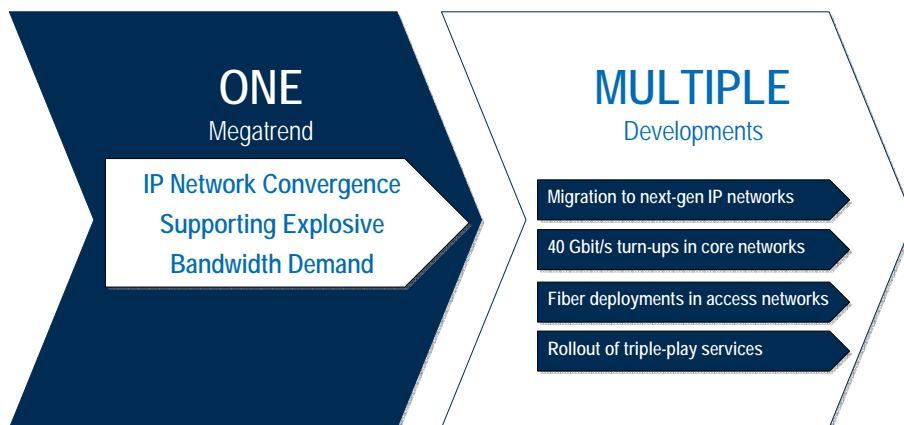 ONE
Megatrend
IP Network Convergence
Supporting Explosive
Bandwidth Demand
MULTIPLE
Developments
Migration to next-gen IP networks
40 Gbit/s turn-ups in core networks
Fiber deployments in access networks
Rollout of triple-play services